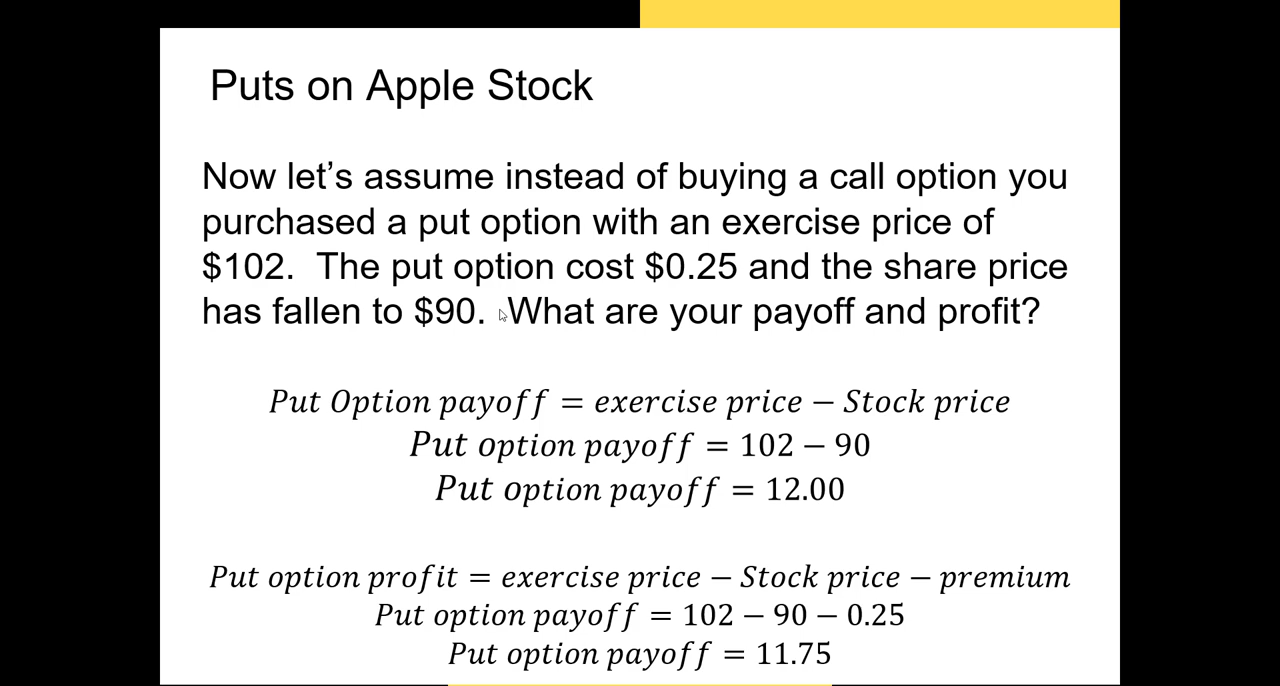 Puts on Apple Stock
Now let’s assume instead of buying a call option you
purchased a put option with an exercise price of
$102.  The put option cost $0.25 and the share price
has fallen to $90.  What are your payoff and profit?
Put Option payoff = exercise price − Stock price
Put option payoff = 102 − 90
Put option payoff = 12.00
Put option profit = exercise price − Stock price − premium
Put option payoff = 102 − 90 − 0.25
Put option payoff = 11.75